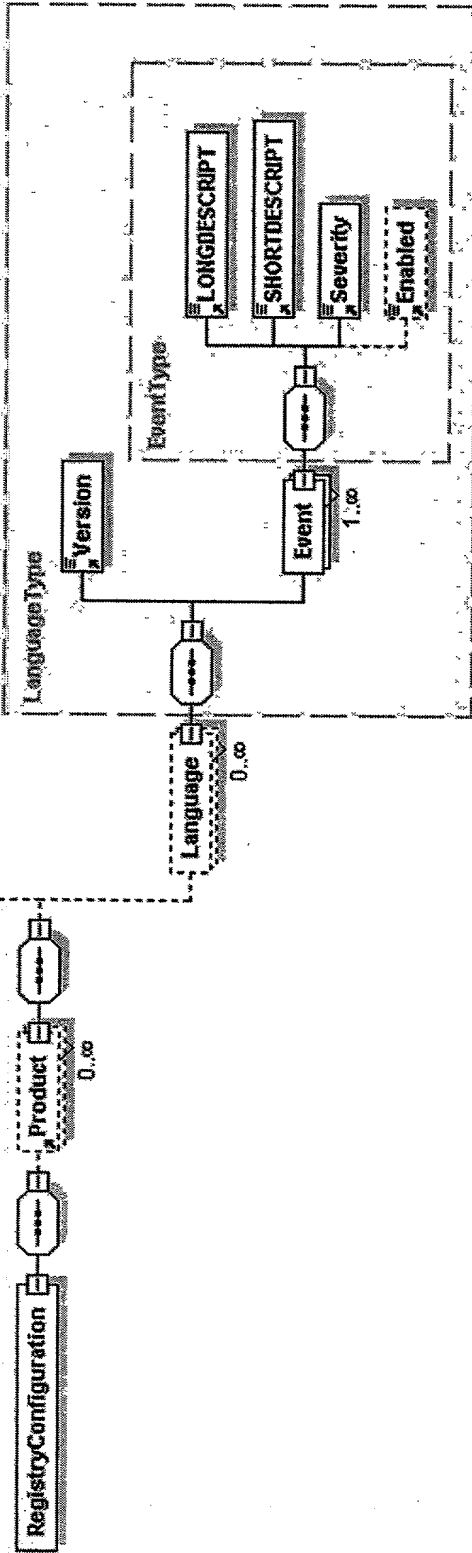 RegistryConfiguration
Product
0..∞
Language
0..∞
LanguageType
Version
Event
1..∞
EventType
LONGDESCRIPT
SHORTDESCRIPT
Severity
Enabled